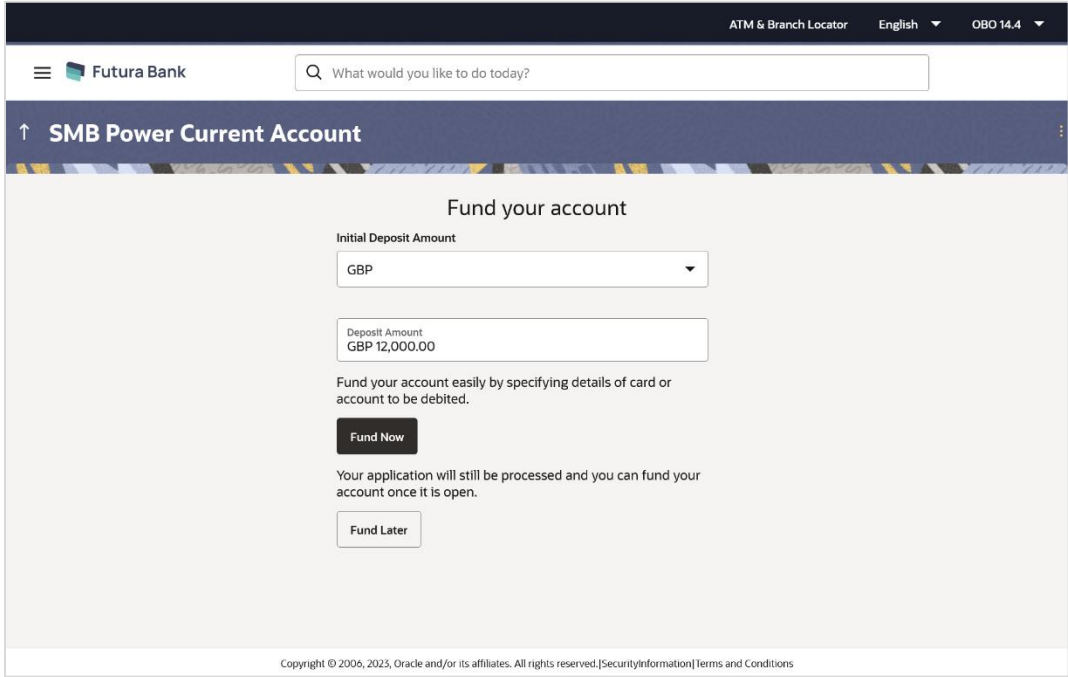 ATM & Branch Locator English OBO 14.4
Futura Bank What would you like to do today?
SMB Power Current Account
Fund your account
Initial Deposit Amount
GBP
Deposit Amount
GBP 12,000.00
Fund your account easily by specifying details of card or
account to be debited.
Fund Now
Your application will still be processed and you can fund your
account once it is open.
Fund Later
Copyright © 2006, 2023, Oracle and/or its affiliates. All rights reserved.|SecurityInformation|Terms and Conditions